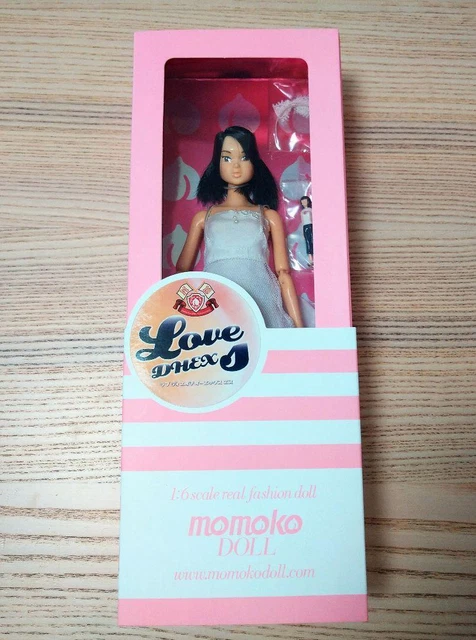 Love
DHEX J
1:6 scale real fashion doll
momoko
DOLL
www.momokodoll.com